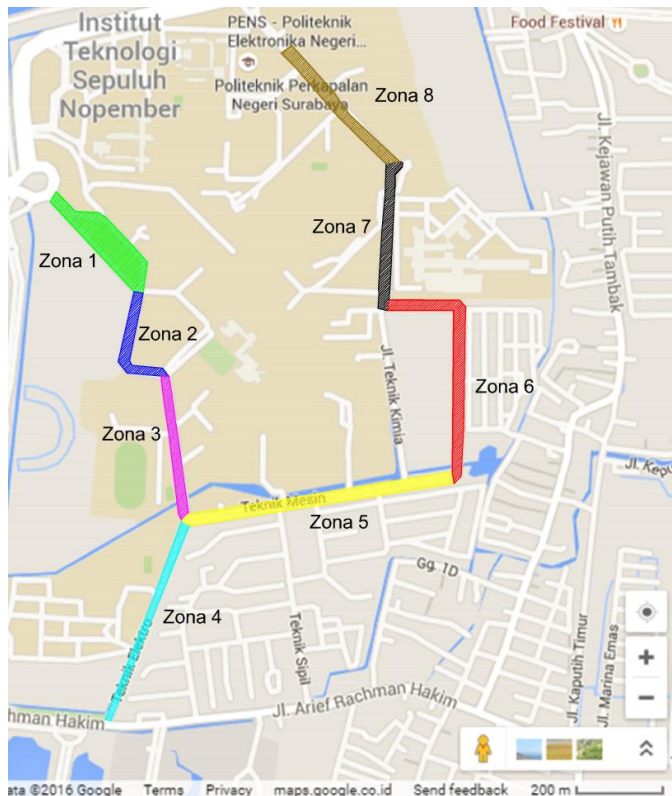 Institut
Teknologi
Sepuluh
Nopember
PENS - Politeknik
Elektronika Negeri...
Politeknik Perkapalan
Negeri Surabaya
Food Festival
Zona 8
Jl. Kejawan Putih Tambak
Zona 1
Zona 7
Zona 2
Jl. Teknik Kimia
Zona 6
Zona 3
Jl. Kepu
Teknik Mesin
Zona 5
Gg. 1D
Zona 4
Teknik Elektro
Teknik Sipil
Jl. Kaputih Timur
Jl. Marina Emas
hman Hakim
Jl. Arief Rachman Hakim
ata ©2016 Google Terms Privacy maps.google.co.id Send feedback 200 m